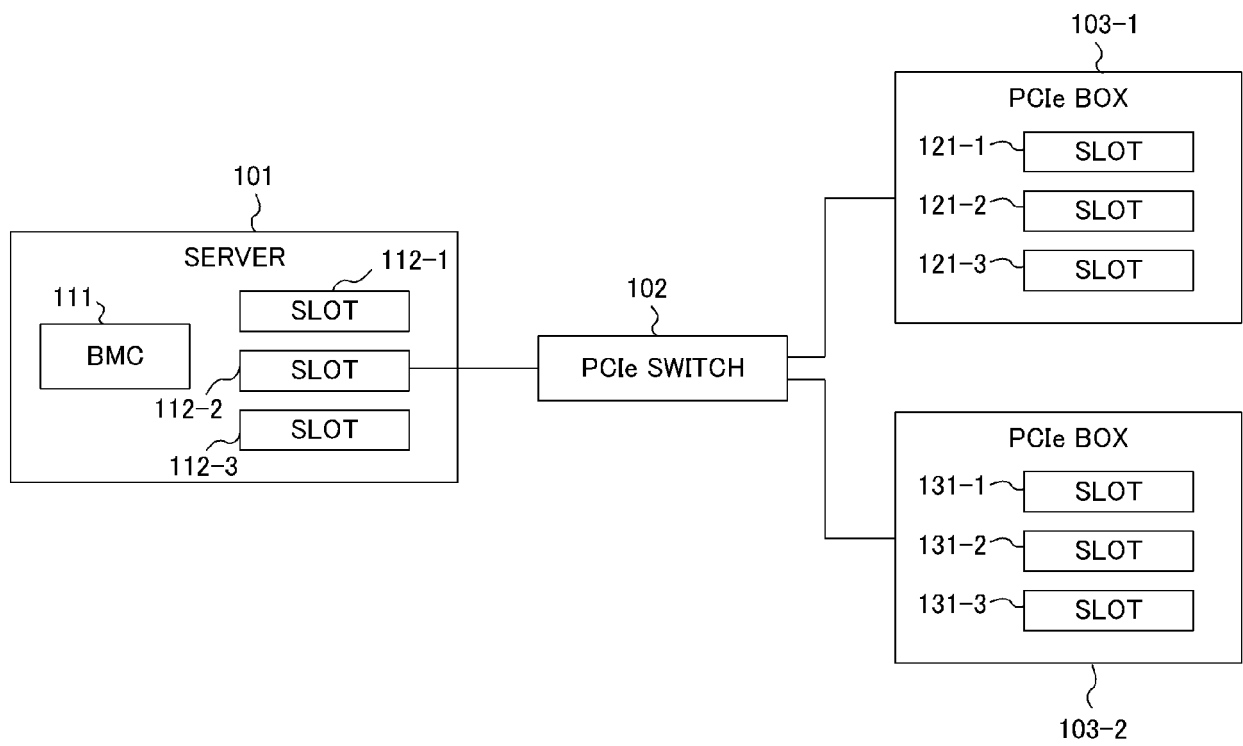 103-1
PCIe BOX
121-1 SLOT
121-2 SLOT
121-3 SLOT
101
SERVER
112-1
111
SLOT
BMC
SLOT
112-2
SLOT
112-3
102
PCIe SWITCH
PCIe BOX
131-1 SLOT
131-2 SLOT
131-3 SLOT
103-2